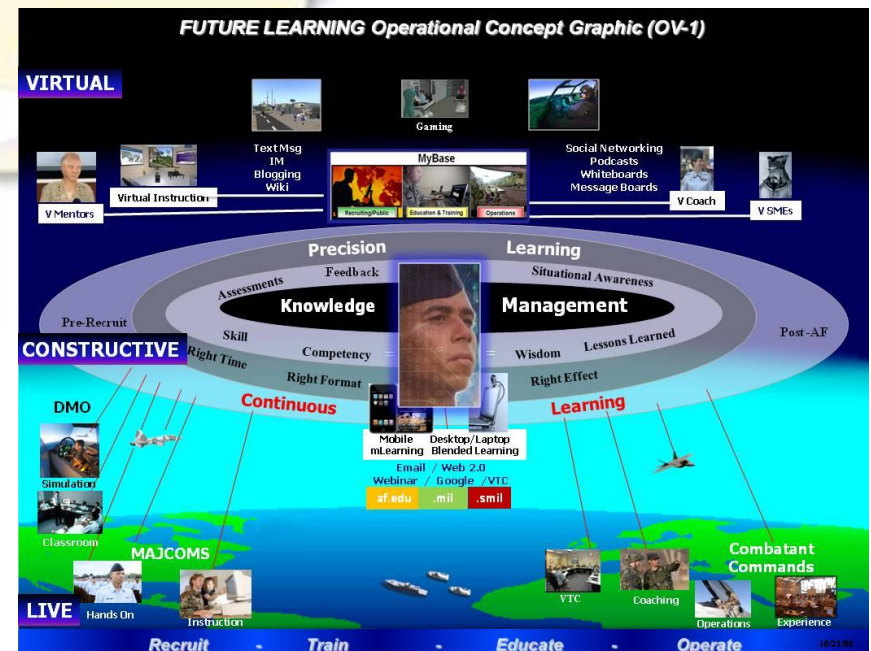 FUTURE LEARNING Operational Concept Graphic (OV-1)
VIRTUAL
Gaming
Text Msg
IM
Blogging
Wiki
MyBase
Recruiting/Public
Education & Training
Operations
Social Networking
Podcasts
Whiteboards
Message Boards
V Mentors
Virtual Instruction
V Coach
V SMEs
Precision Learning
Assessments
Feedback
Situational Awareness
Knowledge Management
Pre-Recruit
Post-AF
CONSTRUCTIVE
Skill
Competency
=
=
Wisdom
Lessons Learned
Right Time
Right Format
Right Effect
Continuous Learning
DMO
Simulation
Classroom
Mobile
mLearning
Desktop/Laptop
Blended Learning
Email / Web 2.0
Webinar / Google /VTC
af.edu
.mil
.smil
MAJCOMS
Combatant
Commands
LIVE
Hands On
Instruction
VTC
Coaching
Operations
Experience
Recruit - Train - Educate - Operate